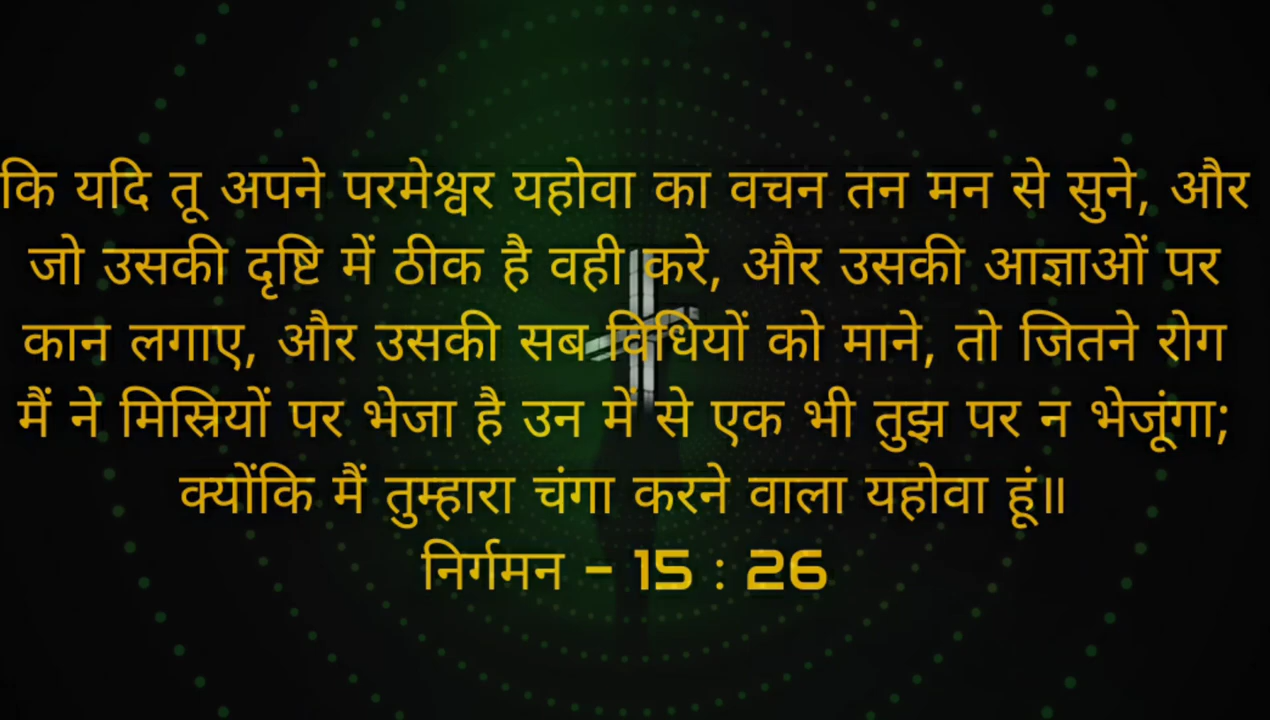 कि यदि तू अपने परमेश्वर यहोवा का वचन तन मन से सुने, और
जो उसकी दृष्टि में ठीक है वही करे, और उसकी आज्ञाओं पर
कान लगाए, और उसकी सब विधियों को माने, तो जितने रोग
मैं ने मिस्रियों पर भेजा है उन में से एक भी तुझ पर न भेजूंगा;
क्योंकि मैं तुम्हारा चंगा करने वाला यहोवा हूं॥
निर्गमन - 15 : 26